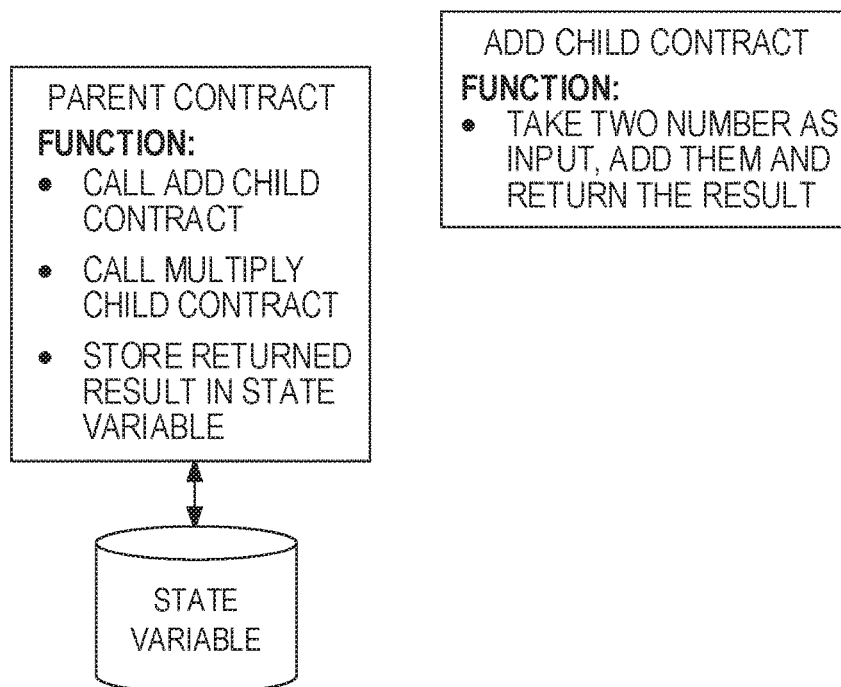 PARENT CONTRACT
FUNCTION:
• CALL ADD CHILD
CONTRACT
• CALL MULTIPLY
CHILD CONTRACT
• STORE RETURNED
RESULT IN STATE
VARIABLE
STATE
VARIABLE
ADD CHILD CONTRACT
FUNCTION:
• TAKE TWO NUMBER AS
INPUT, ADD THEM AND
RETURN THE RESULT